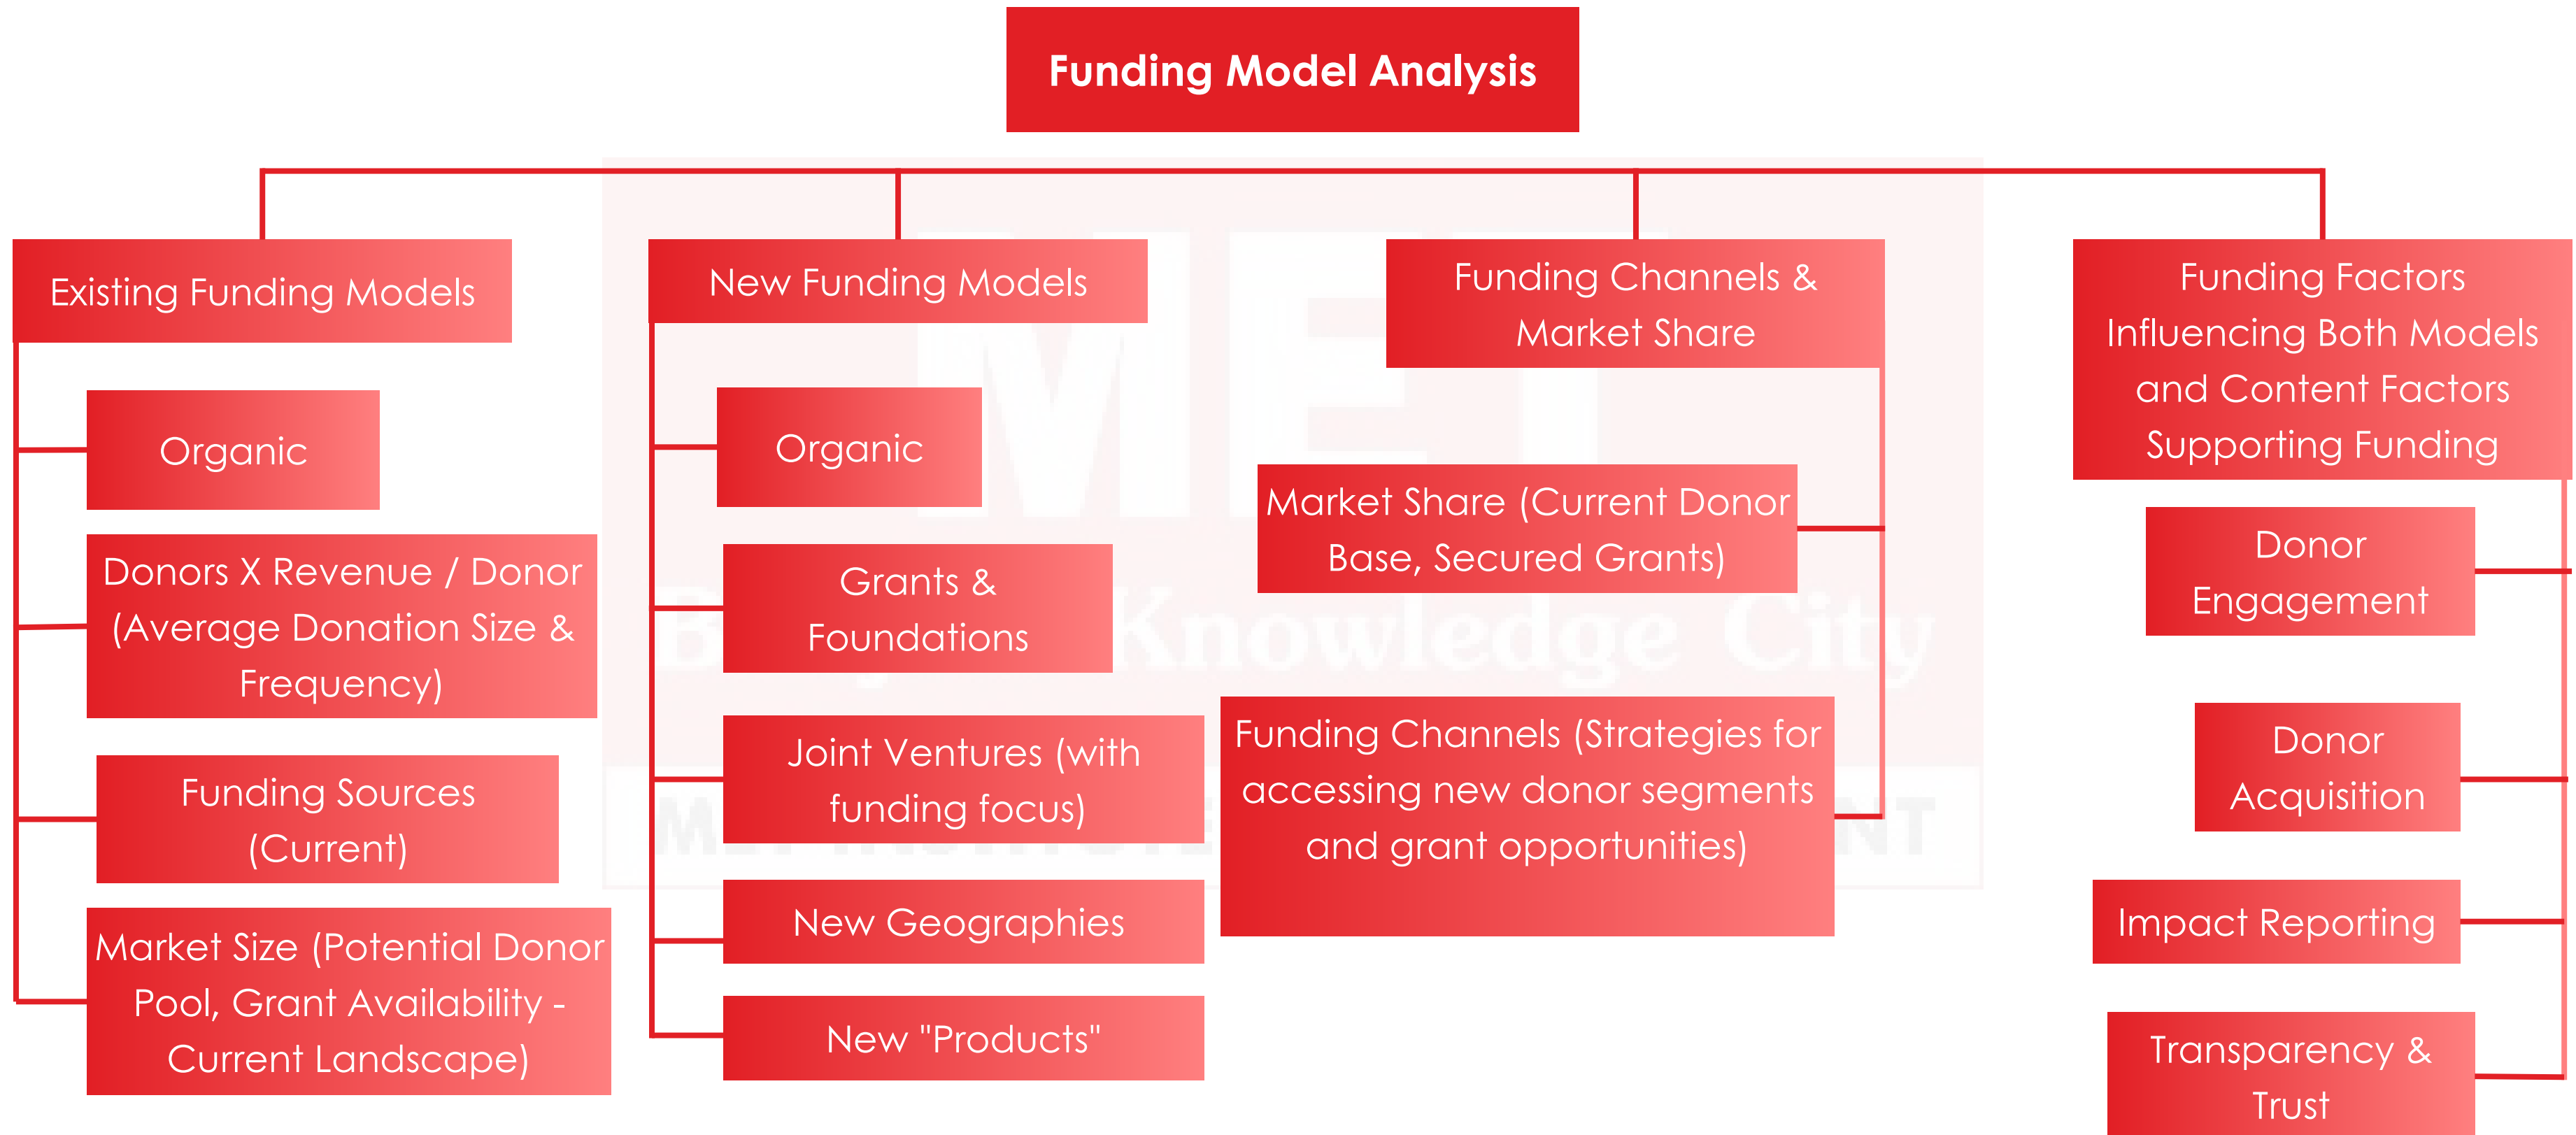 Funding Model Analysis
Existing Funding Models
Organic
Donors X Revenue / Donor
(Average Donation Size &
Frequency)
Funding Sources
(Current)
Market Size (Potential Donor
Pool, Grant Availability -
Current Landscape)
New Funding Models
Organic
Grants &
Foundations
Joint Ventures (with
funding focus)
New Geographies
New "Products"
Funding Channels &
Market Share
Market Share (Current Donor
Base, Secured Grants)
Funding Channels (Strategies for
accessing new donor segments
and grant opportunities)
Funding Factors
Influencing Both Models
and Content Factors
Supporting Funding
Donor
Engagement
Donor
Acquisition
Impact Reporting
Transparency &
Trust
MET
Knowledge City